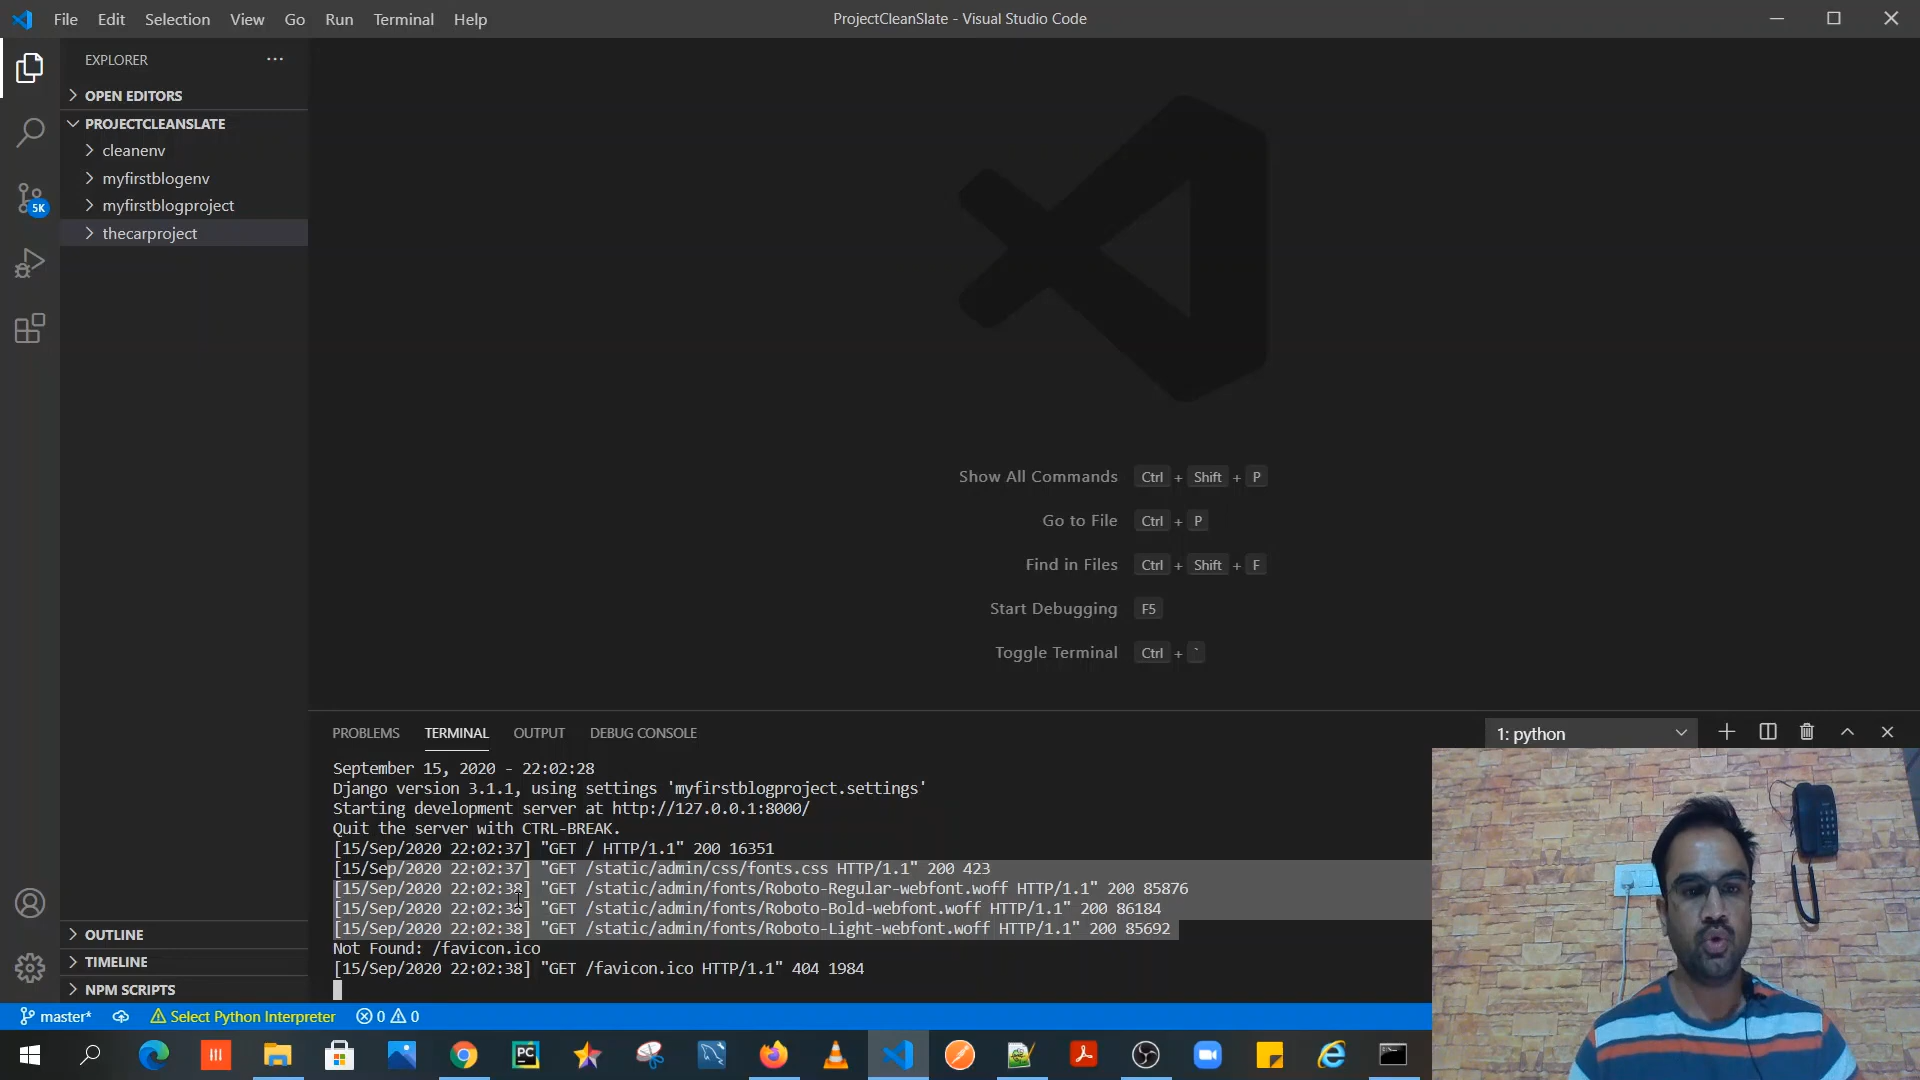 File Edit Selection View Go Run Terminal Help
ProjectCleanSlate - Visual Studio Code
EXPLORER
OPEN EDITORS
PROJECTCLEANSLATE
cleanenv
myfirstblogenv
myfirstblogproject
thecarproject
5K
Show All Commands Ctrl + Shift + P
Go to File Ctrl + P
Find in Files Ctrl + Shift + F
Start Debugging F5
Toggle Terminal Ctrl + `
PROBLEMS TERMINAL OUTPUT DEBUG CONSOLE
1: python
September 15, 2020 - 22:02:28
Django version 3.1.1, using settings 'myfirstblogproject.settings'
Starting development server at http://127.0.0.1:8000/
Quit the server with CTRL-BREAK.
[15/Sep/2020 22:02:37] "GET / HTTP/1.1" 200 16351
[15/Sep/2020 22:02:37] "GET /static/admin/css/fonts.css HTTP/1.1" 200 423
[15/Sep/2020 22:02:38] "GET /static/admin/fonts/Roboto-Regular-webfont.woff HTTP/1.1" 200 85876
[15/Sep/2020 22:02:38] "GET /static/admin/fonts/Roboto-Bold-webfont.woff HTTP/1.1" 200 86184
[15/Sep/2020 22:02:38] "GET /static/admin/fonts/Roboto-Light-webfont.woff HTTP/1.1" 200 85692
Not Found: /favicon.ico
[15/Sep/2020 22:02:38] "GET /favicon.ico HTTP/1.1" 404 1984
OUTLINE
TIMELINE
NPM SCRIPTS
master* Select Python Interpreter 0 0
PC